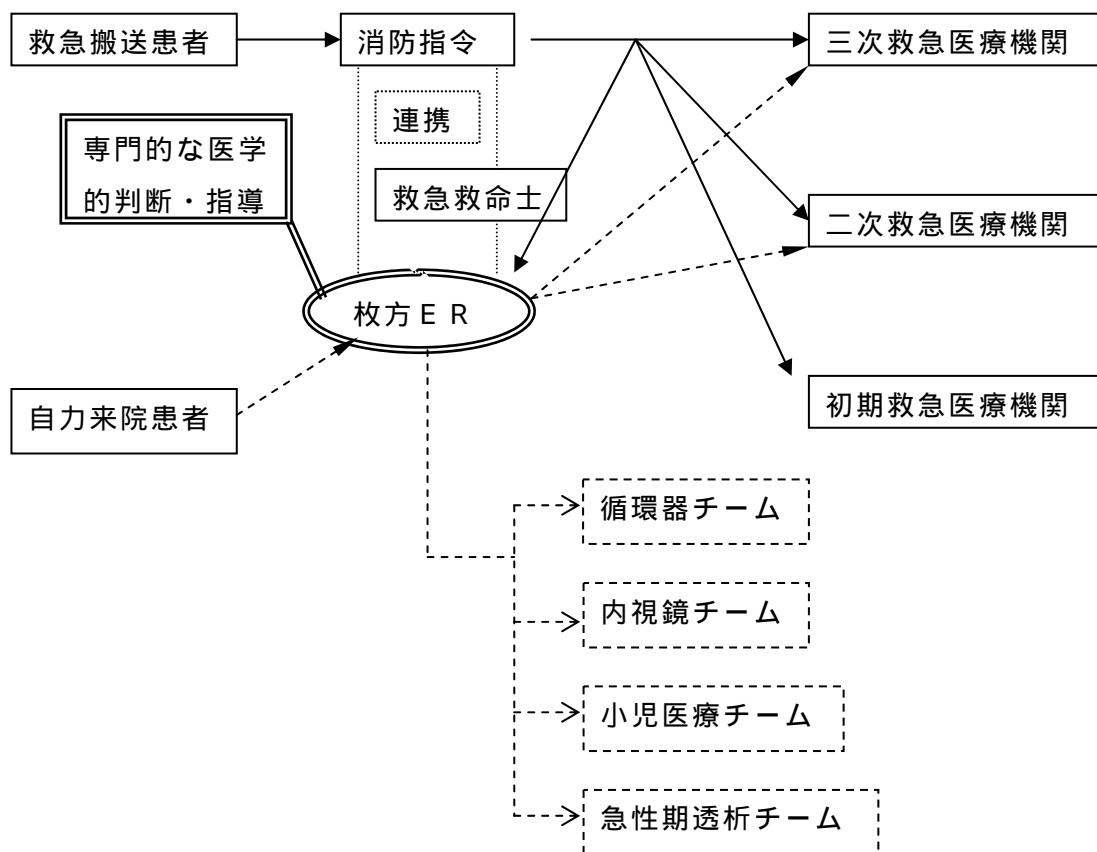 救急搬送患者
消防指令
三次救急医療機関
連携
専門的な医学
的判断・指導
救急救命士
二次救急医療機関
枚方ＥＲ
自力来院患者
初期救急医療機関
循環器チーム
内視鏡チーム
小児医療チーム
急性期透析チーム